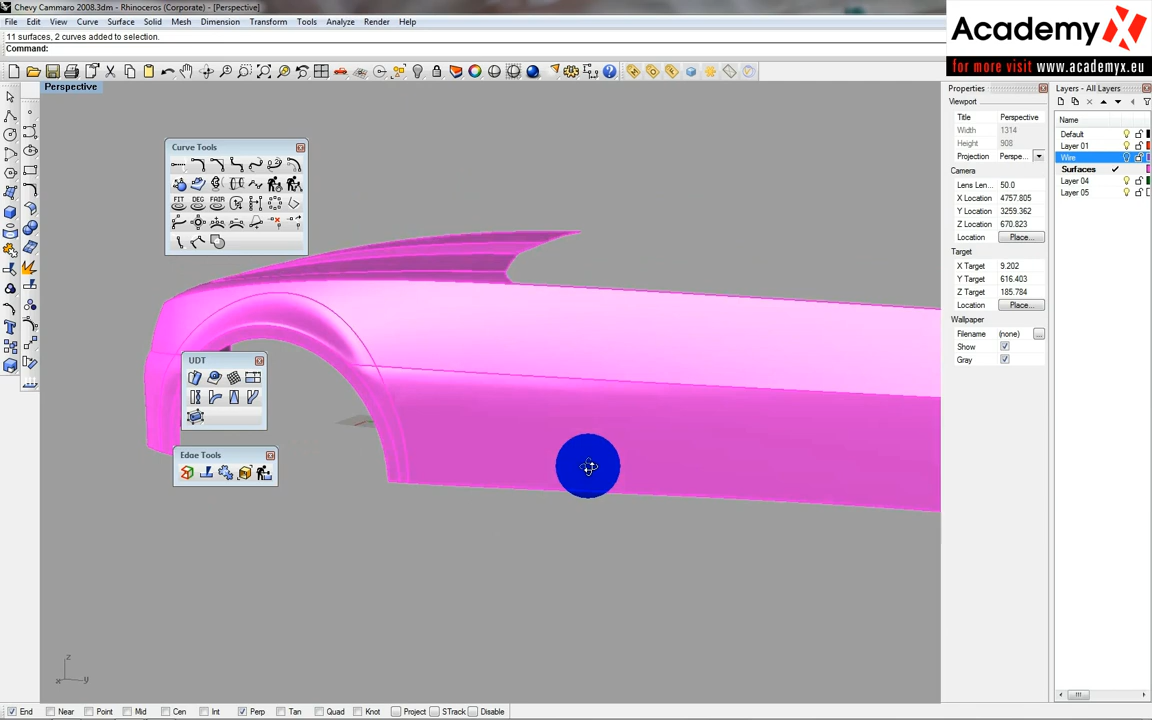 Chevy Cammaro 2008.3dm - Rhinoceros (Corporate) - [Perspective]
File Edit View Curve Surface Solid Mesh Dimension Transform Tools Analyze Render Help
11 surfaces, 2 curves added to selection.
Command:
Academy X
for more visit www.academyx.eu
Perspective
Curve Tools
FIT DEG FAIR
UDT
Edge Tools
z
x y
Properties
Viewport
Title Perspective
Width 1314
Height 908
Projection Perspe...
Camera
Lens Len... 50.0
X Location 4757.805
Y Location 3259.362
Z Location 670.823
Location Place...
Target
X Target 9.202
Y Target 616.403
Z Target 185.784
Location Place...
Wallpaper
Filename (none) ...
Show
Gray
Layers - All Layers
Name
Default
Layer 01
Wire
Surfaces
Layer 04
Layer 05
End Near Point Mid Cen Int Perp Tan Quad Knot Project STrack Disable